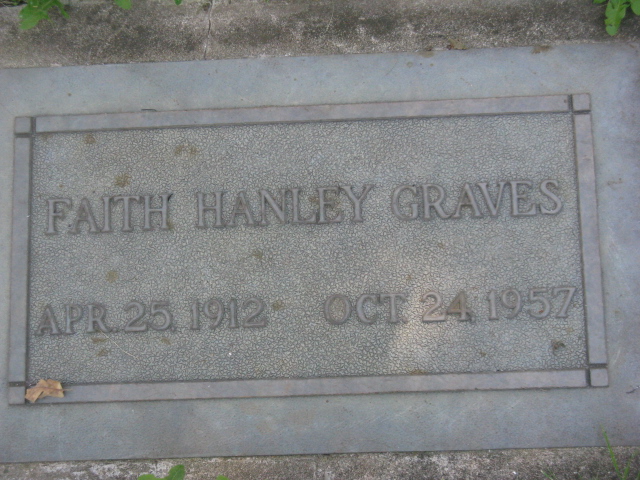 FAITH HANLEY GRAVES
APR. 25, 1912 OCT. 24, 1957